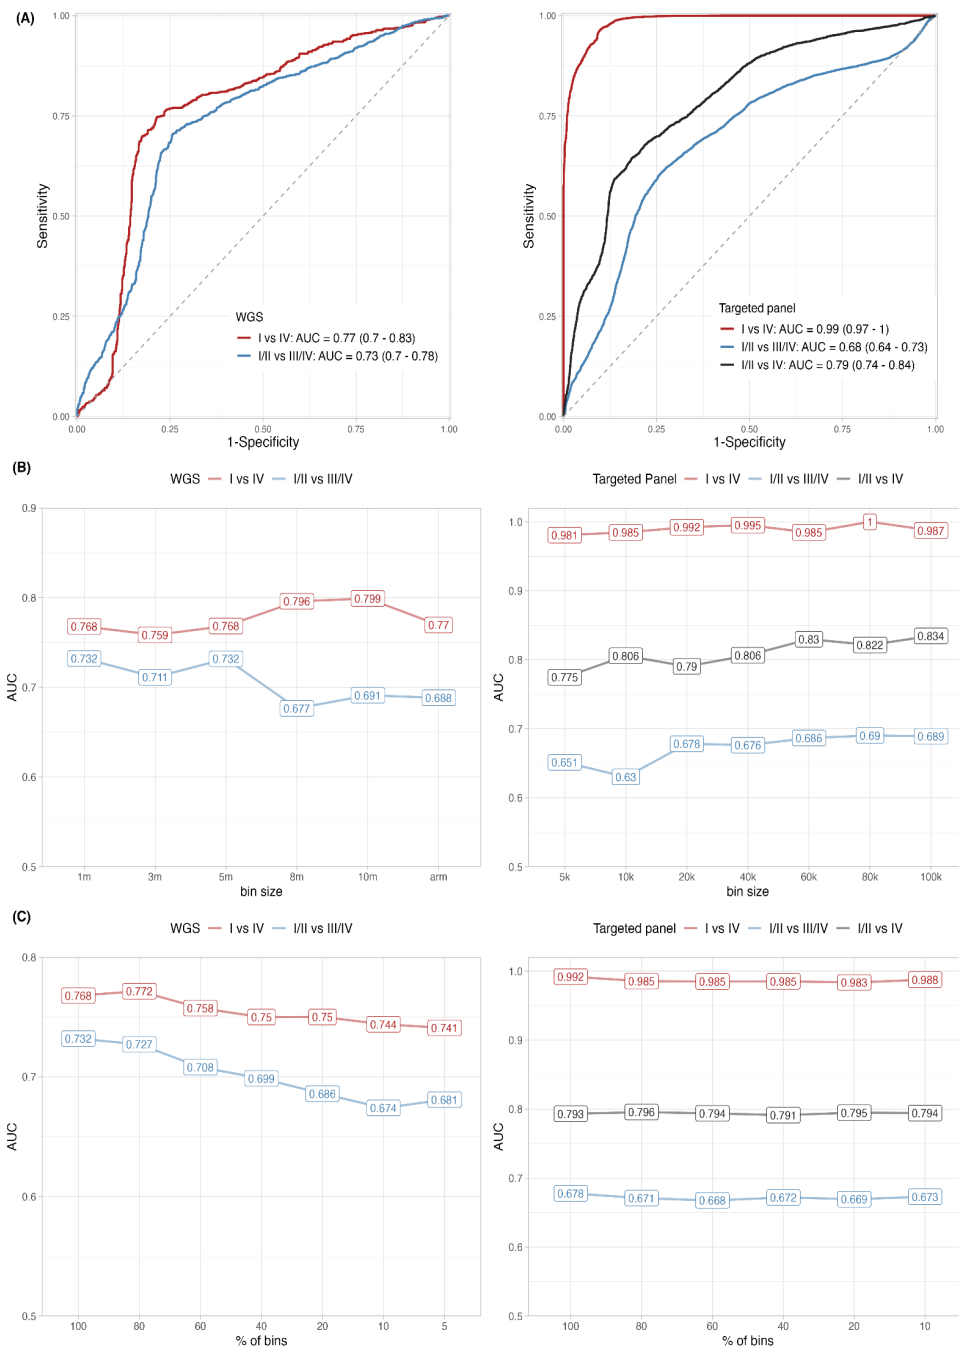 (A)
1.00
0.75
0.50
0.25
0.00
Sensitivity
WGS
I vs IV: AUC = 0.77 (0.7 - 0.83)
I/II vs III/IV: AUC = 0.73 (0.7 - 0.78)
0.00 0.25 0.50 0.75 1.00
1-Specificity
1.00
0.75
0.50
0.25
0.00
Sensitivity
Targeted panel
I vs IV: AUC = 0.99 (0.97 - 1)
I/II vs III/IV: AUC = 0.68 (0.64 - 0.73)
I/II vs IV: AUC = 0.79 (0.74 - 0.84)
0.00 0.25 0.50 0.75 1.00
1-Specificity
(B)
WGS I vs IV I/II vs III/IV
0.9
0.8
0.7
0.6
0.5
AUC
0.768 0.759 0.768 0.796 0.799 0.77
0.732 0.711 0.732 0.677 0.691 0.688
1m 3m 5m 8m 10m arm
bin size
Targeted Panel I vs IV I/II vs III/IV I/II vs IV
1.0
0.9
0.8
0.7
0.6
0.5
AUC
0.981 0.985 0.992 0.995 0.985 1 0.987
0.775 0.806 0.79 0.806 0.83 0.822 0.834
0.651 0.63 0.678 0.676 0.686 0.69 0.689
5k 10k 20k 40k 60k 80k 100k
bin size
(C)
WGS I vs IV I/II vs III/IV
0.8
0.7
0.6
0.5
AUC
0.768 0.772 0.758 0.75 0.75 0.744 0.741
0.732 0.727 0.708 0.699 0.686 0.674 0.681
100 80 60 40 20 10 5
% of bins
Targeted panel I vs IV I/II vs III/IV I/II vs IV
1.0
0.9
0.8
0.7
0.6
0.5
AUC
0.992 0.985 0.985 0.985 0.983 0.988
0.793 0.796 0.794 0.791 0.795 0.794
0.678 0.671 0.668 0.672 0.669 0.673
100 80 60 40 20 10
% of bins